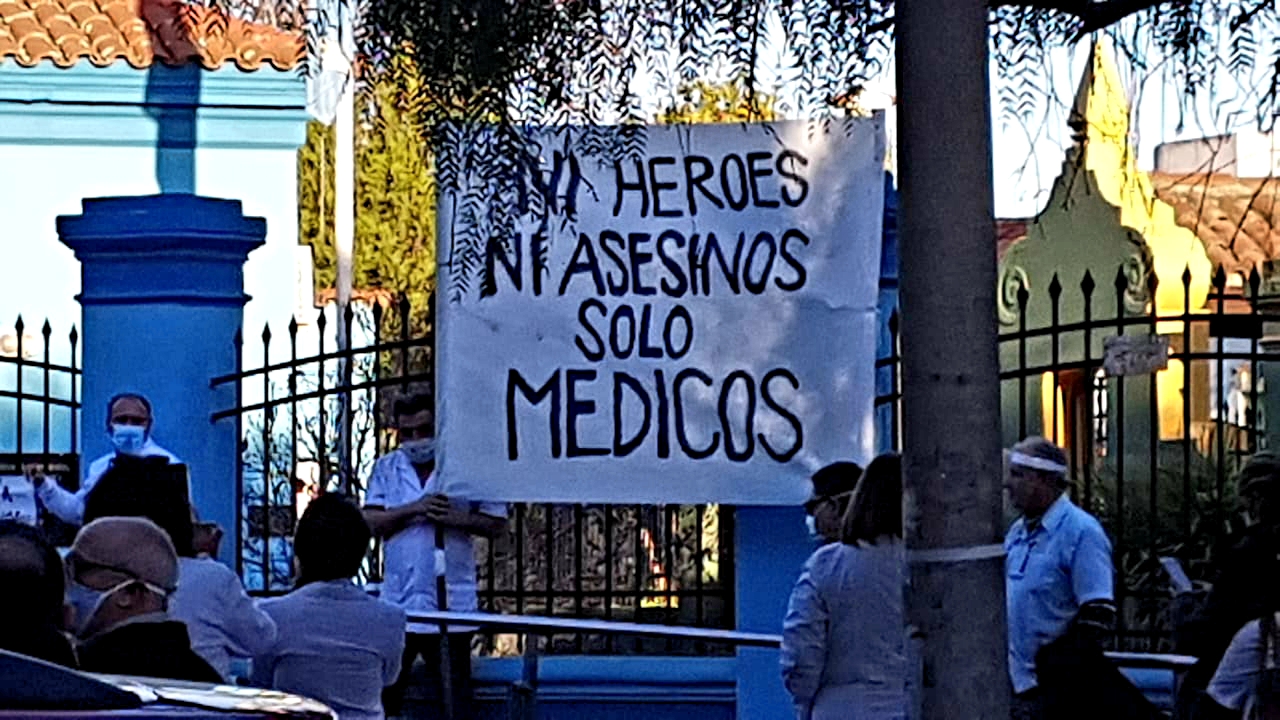 NI HEROES
NI ASESINOS
SOLO
MEDICOS